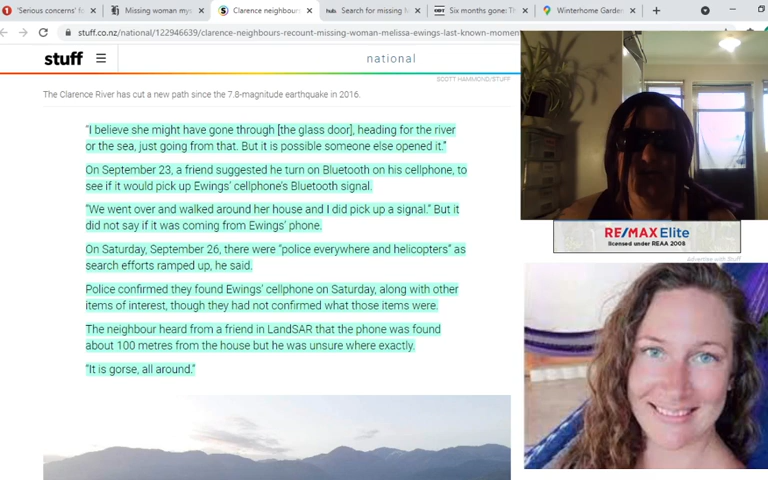 'Serious concerns' fo
Missing woman mys
Clarence neighbour
Search for missing M
Six months gone: Th
Winterhome Garden
stuff.co.nz/national/122946639/clarence-neighbours-recount-missing-woman-melissa-ewings-last-known-momen
stuff
national
SCOTT HAMMOND/STUFF
The Clarence River has cut a new path since the 7.8-magnitude earthquake in 2016.
"I believe she might have gone through [the glass door], heading for the river
or the sea, just going from that. But it is possible someone else opened it."
On September 23, a friend suggested he turn on Bluetooth on his cellphone, to
see if it would pick up Ewings' cellphone's Bluetooth signal.
"We went over and walked around her house and I did pick up a signal." But it
did not say if it was coming from Ewings' phone.
On Saturday, September 26, there were "police everywhere and helicopters" as
search efforts ramped up, he said.
Police confirmed they found Ewings' cellphone on Saturday, along with other
items of interest, though they had not confirmed what those items were.
The neighbour heard from a friend in LandSAR that the phone was found
about 100 metres from the house but he was unsure where exactly.
"It is gorse, all around."
RE/MAX Elite
licensed under REAA 2008
Advertise with Stuff